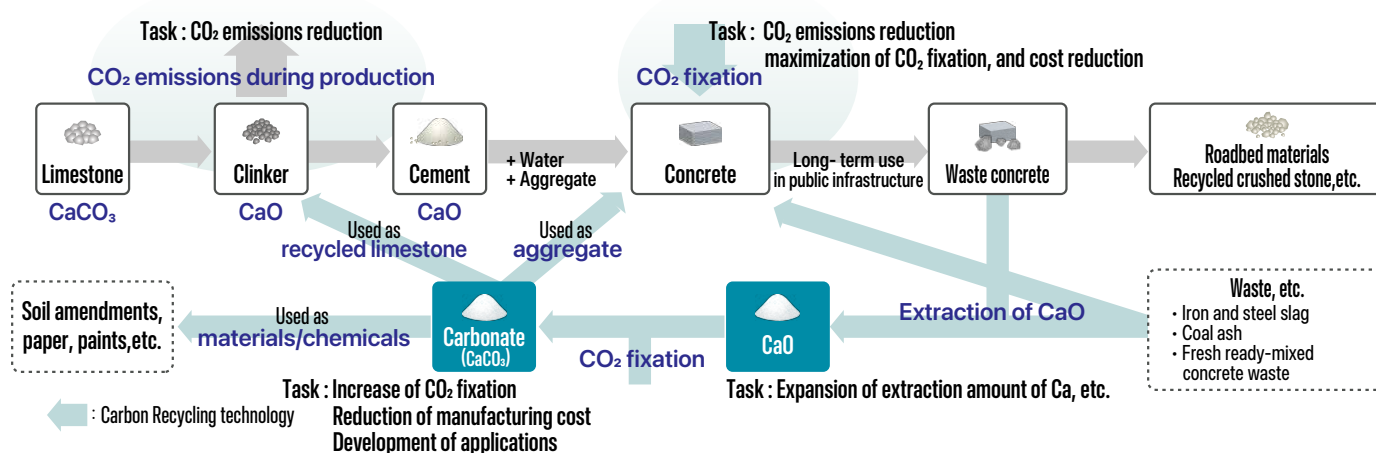 Task : CO₂ emissions reduction
CO₂ emissions during production
Task : CO₂ emissions reduction
maximization of CO₂ fixation, and cost reduction
CO₂ fixation
Limestone
CaCO₃
Clinker
CaO
Cement
CaO
+ Water
+ Aggregate
Concrete
Long- term use
in public infrastructure
Waste concrete
Roadbed materials
Recycled crushed stone,etc.
Used as
recycled limestone
Used as
aggregate
Soil amendments,
paper, paints,etc.
Used as
materials/chemicals
Carbonate
(CaCO₃)
CO₂ fixation
CaO
Extraction of CaO
Waste, etc.
・Iron and steel slag
・Coal ash
・Fresh ready-mixed
concrete waste
Task : Increase of CO₂ fixation
Reduction of manufacturing cost
Development of applications
Task : Expansion of extraction amount of Ca, etc.
: Carbon Recycling technology